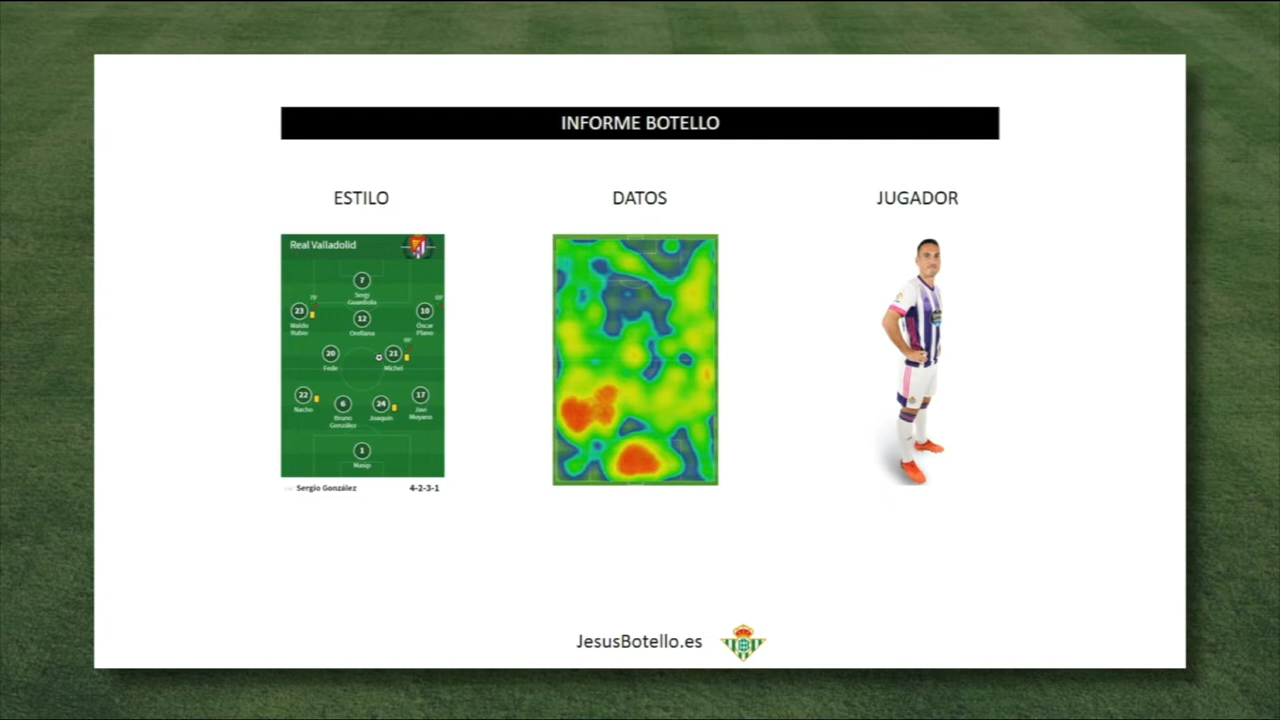 INFORME BOTELLO
ESTILO
DATOS
JUGADOR
Real Valladolid
7
Sergi
Guardiola
23
Waldo
Rubio
12
Orellana
10
Óscar
Plano
20
Fede
21
Michel
22
Nacho
6
Bruno
González
24
Joaquín
17
Javi
Moyano
1
Masip
Sergio González
4-2-3-1
JesusBotello.es